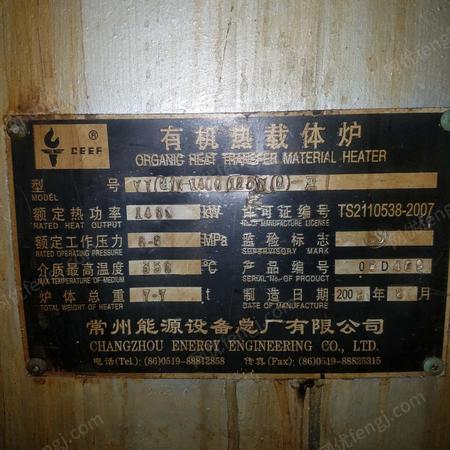 CEEE ®
有机热载体炉
ORGANIC HEAT TRANSFER MATERIAL HEATER
型 号
MODEL
额定热功率 kW
RATED HEAT OUTPUT
许可证编号 TS2110538-2007
NO. OF MANUFACTURE LICENSE
额定工作压力 MPa
RATED OPERATING PRESSURE
监检标志
SUPERVISORY MARK
介质最高温度 ℃
MAX TEMPERATURE OF MEDIUM
产品编号
SERIAL NO. OF PRODUCT
炉体总重 t
TOTAL WEIGHT OF HEATER
制造日期 200 年 月
DATE OF MANUFACTURE
常州能源设备总厂有限公司
CHANGZHOU ENERGY ENGINEERING CO., LTD.
电话(Tel.): (86)0519-88812858 传真(Fax): (86)0519-88825315